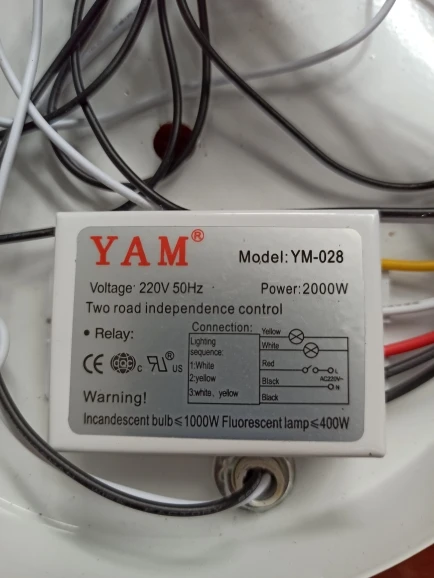 YAM®
Model: YM-028
Voltage: 220V 50Hz
Power: 2000W
Two road independence control
• Relay:
Connection:
Lighting
sequence:
1:White
2:yellow
3:white, yellow
Yellow
White
Red
L
AC220V~
Black
N
Black
CE
c
US
Warning!
Incandescent bulb≤1000W Fluorescent lamp≤400W